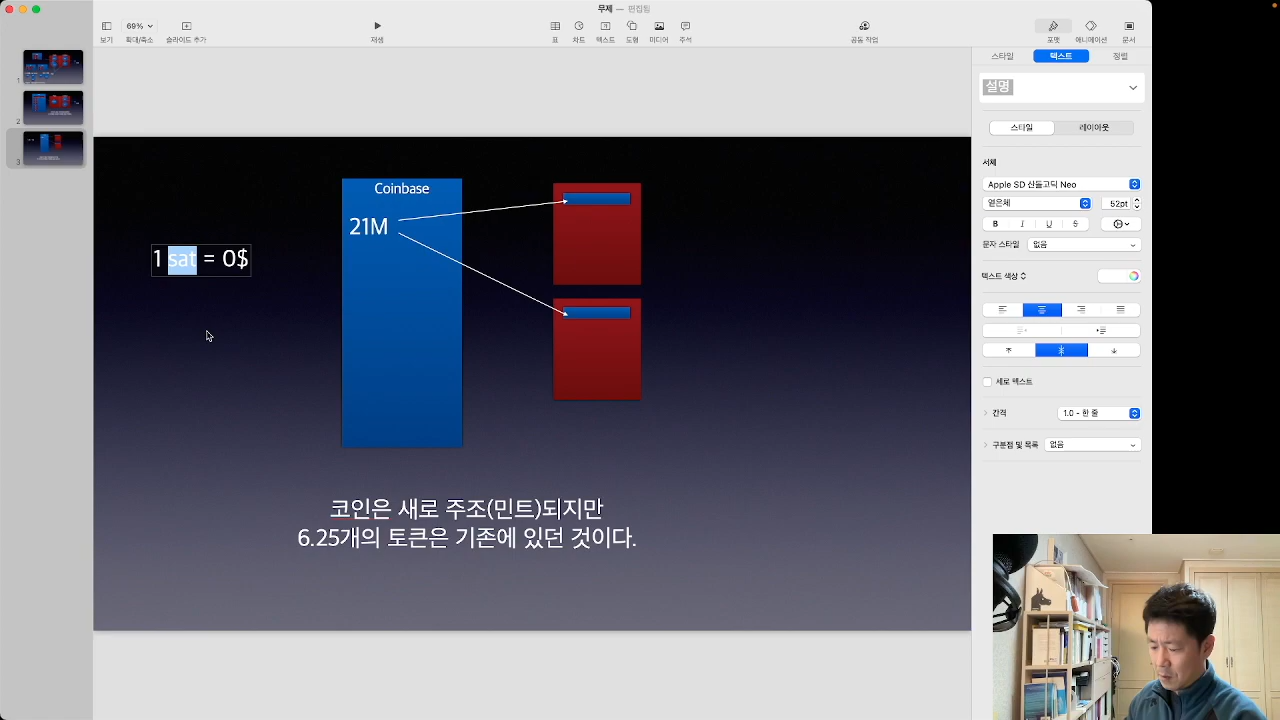 무제 — 편집됨
69%
보기
확대/축소
슬라이드 추가
재생
표
차트
텍스트
도형
미디어
주석
공동 작업
포맷
애니메이션
문서
스타일
텍스트
정렬
설명
스타일
레이아웃
서체
Apple SD 산돌고딕 Neo
옅은체
52pt
B
I
U
S
문자 스타일
없음
텍스트 색상
세로 텍스트
간격
1.0 - 한 줄
구분점 및 목록
없음
1
2
3
Coinbase
21M
1 sat = 0$
코인은 새로 주조(민트)되지만
6.25개의 토큰은 기존에 있던 것이다.